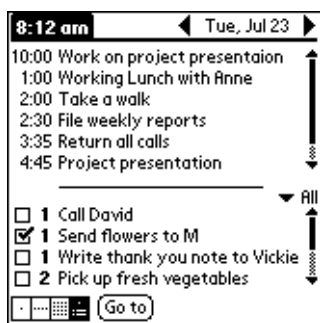 8:12 am Tue, Jul 23
10:00 Work on project presentaion
1:00 Working Lunch with Anne
2:00 Take a walk
2:30 File weekly reports
3:35 Return all calls
4:45 Project presentation
All
1 Call David
1 Send flowers to M
1 Write thank you note to Vickie
2 Pick up fresh vegetables
Go to